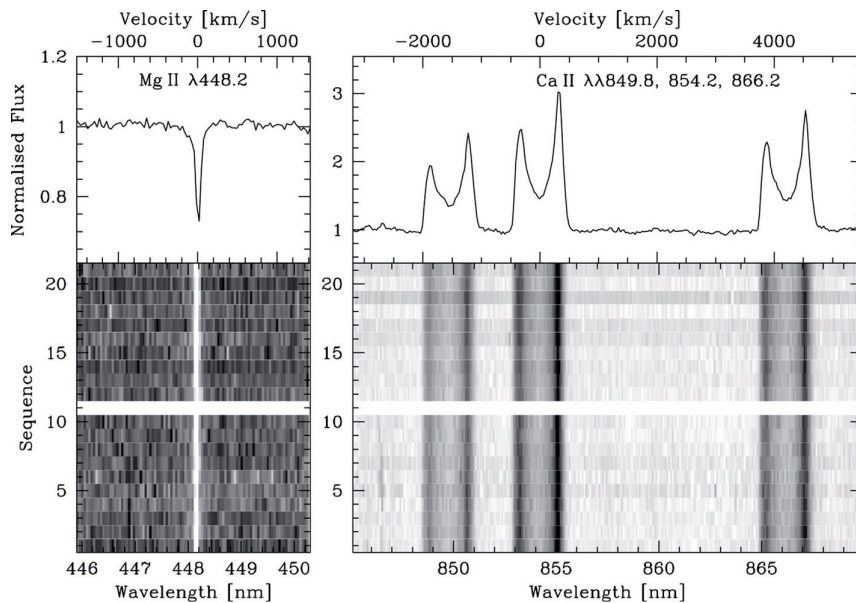 Velocity [km/s]
−1000 0 1000
Mg II λ448.2
Normalised Flux
1.2
1
0.8
Velocity [km/s]
−2000 0 2000 4000
Ca II λλ849.8, 854.2, 866.2
3
2
1
Sequence
20
15
10
5
446 447 448 449 450
Wavelength [nm]
20
15
10
5
850 855 860 865
Wavelength [nm]